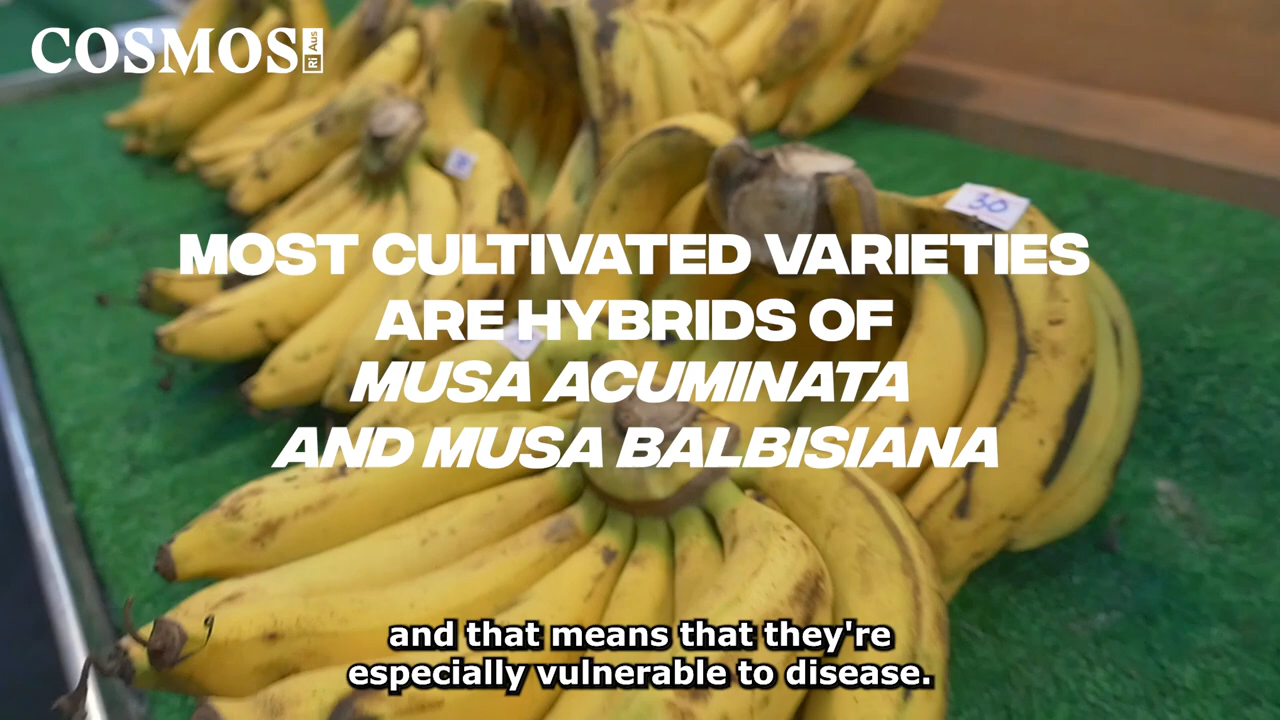 COSMOS
Ri Aus
30
MOST CULTIVATED VARIETIES
ARE HYBRIDS OF
MUSA ACUMINATA
AND MUSA BALBISIANA
and that means that they're
especially vulnerable to disease.